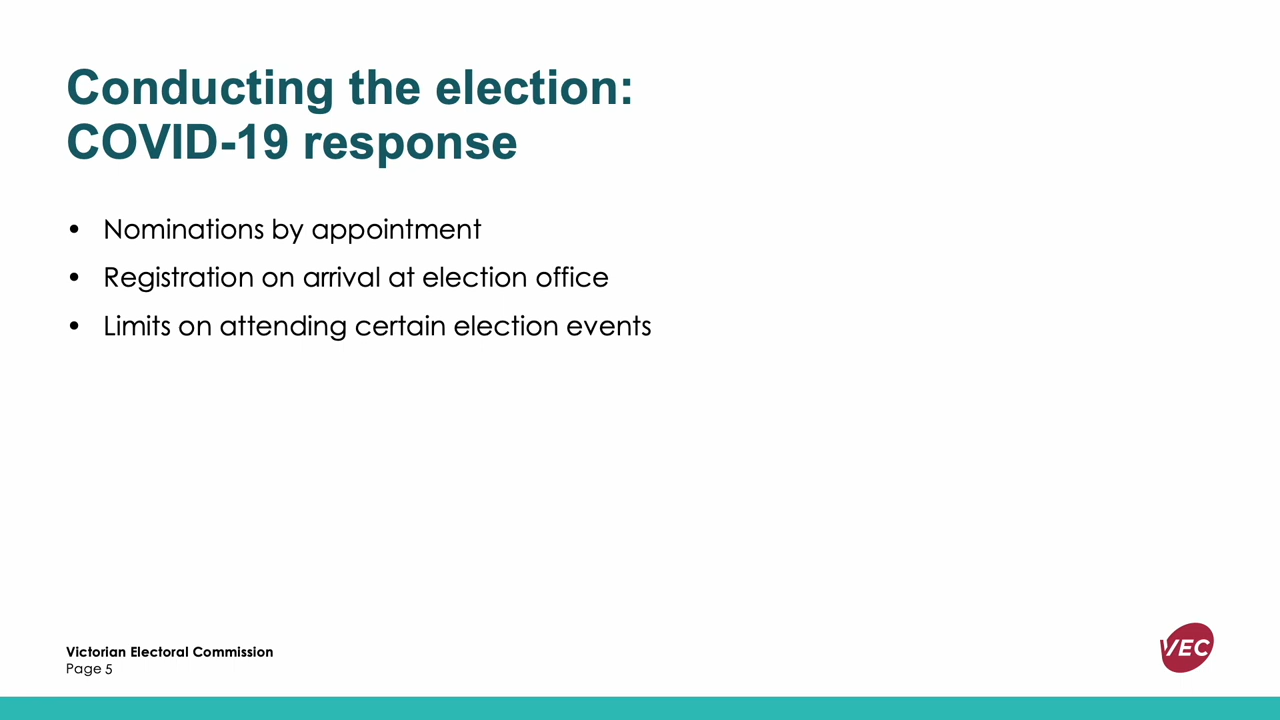 Conducting the election:
COVID-19 response
• Nominations by appointment
• Registration on arrival at election office
• Limits on attending certain election events
Victorian Electoral Commission
Page 5
VEC